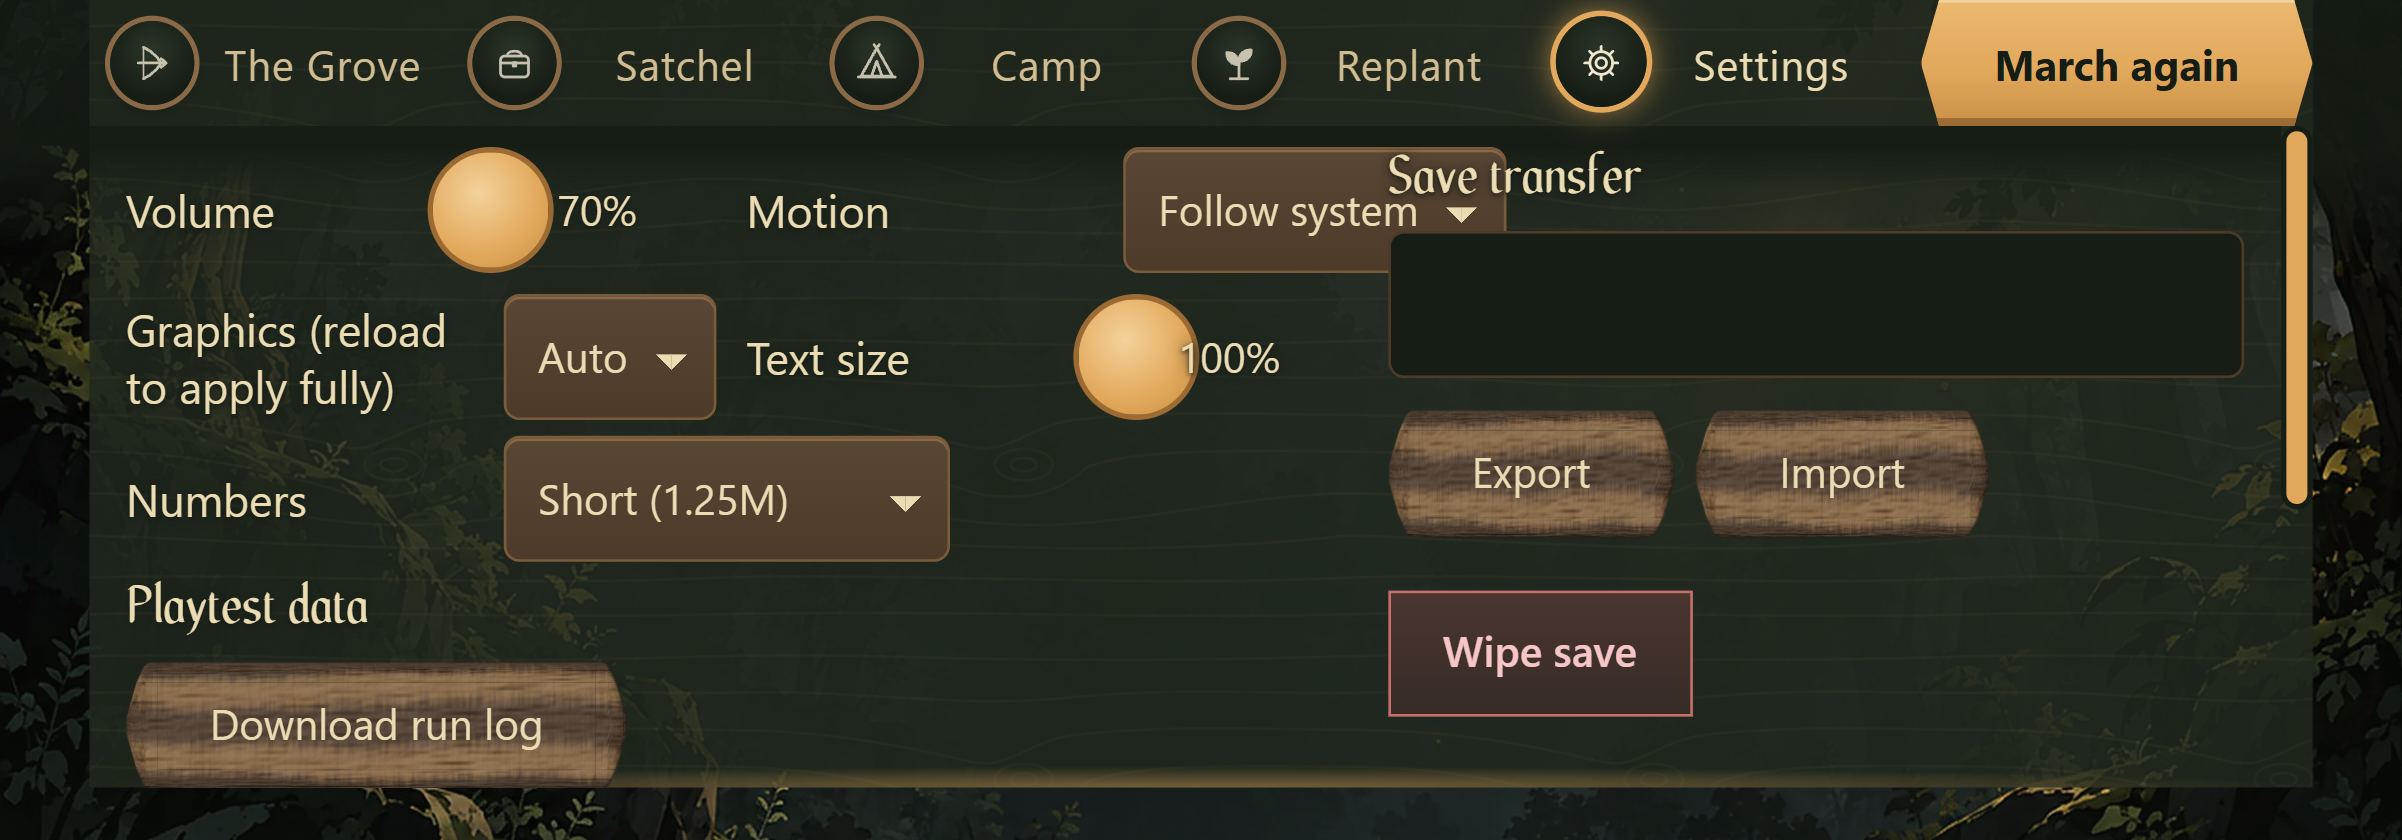 The Grove
Satchel
Camp
Replant
Settings
March again
Volume
70%
Motion
Follow system
Graphics (reload
to apply fully)
Auto
Text size
100%
Numbers
Short (1.25M)
Playtest data
Download run log
Save transfer
Export
Import
Wipe save